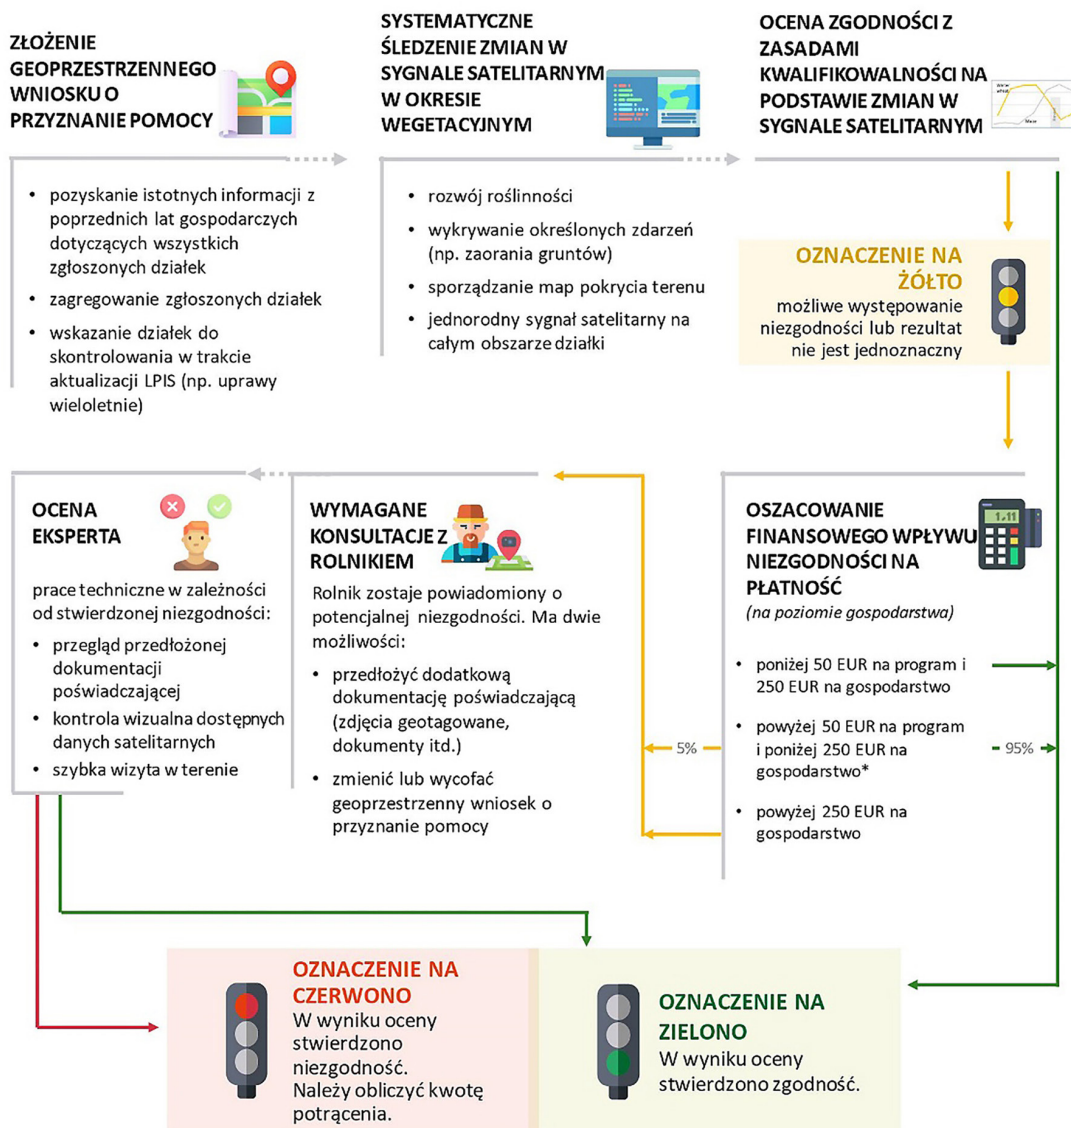 ZŁOŻENIE
GEOPRZESTRZENNEGO
WNIOSKU O
PRZYZNANIE POMOCY
• pozyskanie istotnych informacji z
poprzednich lat gospodarczych
dotyczących wszystkich
zgłoszonych działek
• zagregowanie zgłoszonych działek
• wskazanie działek do
skontrolowania w trakcie
aktualizacji LPIS (np. uprawy
wieloletnie)
SYSTEMATYCZNE
ŚLEDZENIE ZMIAN W
SYGNALE SATELITARNYM
W OKRESIE
WEGETACYJNYM
• rozwój roślinności
• wykrywanie określonych zdarzeń
(np. zaorania gruntów)
• sporządzanie map pokrycia terenu
• jednorodny sygnał satelitarny na
całym obszarze działki
OCENA ZGODNOŚCI Z
ZASADAMI
KWALIFIKOWALNOŚCI NA
PODSTAWIE ZMIAN W
SYGNALE SATELITARNYM
Maize
OZNACZENIE NA
ŻÓŁTO
możliwe występowanie
niezgodności lub rezultat
nie jest jednoznaczny
OSZACOWANIE
FINANSOWEGO WPŁYWU
NIEZGODNOŚCI NA
PŁATNOŚĆ
(na poziomie gospodarstwa)
1,11
• poniżej 50 EUR na program i
250 EUR na gospodarstwo
• powyżej 50 EUR na program
i poniżej 250 EUR na
gospodarstwo*
• powyżej 250 EUR na
gospodarstwo
5%
95%
WYMAGANE
KONSULTACJE Z
ROLNIKIEM
Rolnik zostaje powiadomiony o
potencjalnej niezgodności. Ma dwie
możliwości:
• przedłożyć dodatkową
dokumentację poświadczającą
(zdjęcia geotagowane,
dokumenty itd.)
• zmienić lub wycofać
geoprzestrzenny wniosek o
przyznanie pomocy
OCENA
EKSPERTA
prace techniczne w zależności
od stwierdzonej niezgodności:
• przegląd przedłożonej
dokumentacji
poświadczającej
• kontrola wizualna dostępnych
danych satelitarnych
• szybka wizyta w terenie
OZNACZENIE NA
CZERWONO
W wyniku oceny
stwierdzono
niezgodność.
Należy obliczyć kwotę
potrącenia.
OZNACZENIE NA
ZIELONO
W wyniku oceny
stwierdzono zgodność.